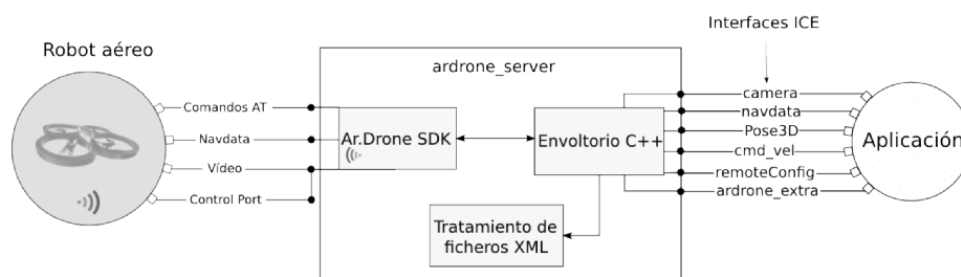 Interfaces ICE
Robot aéreo
ardrone_server
Comandos AT
Navdata
Vídeo
Control Port
Ar.Drone SDK
Envoltorio C++
Tratamiento de
ficheros XML
camera
navdata
Pose3D
cmd_vel
remoteConfig
ardrone_extra
Aplicación